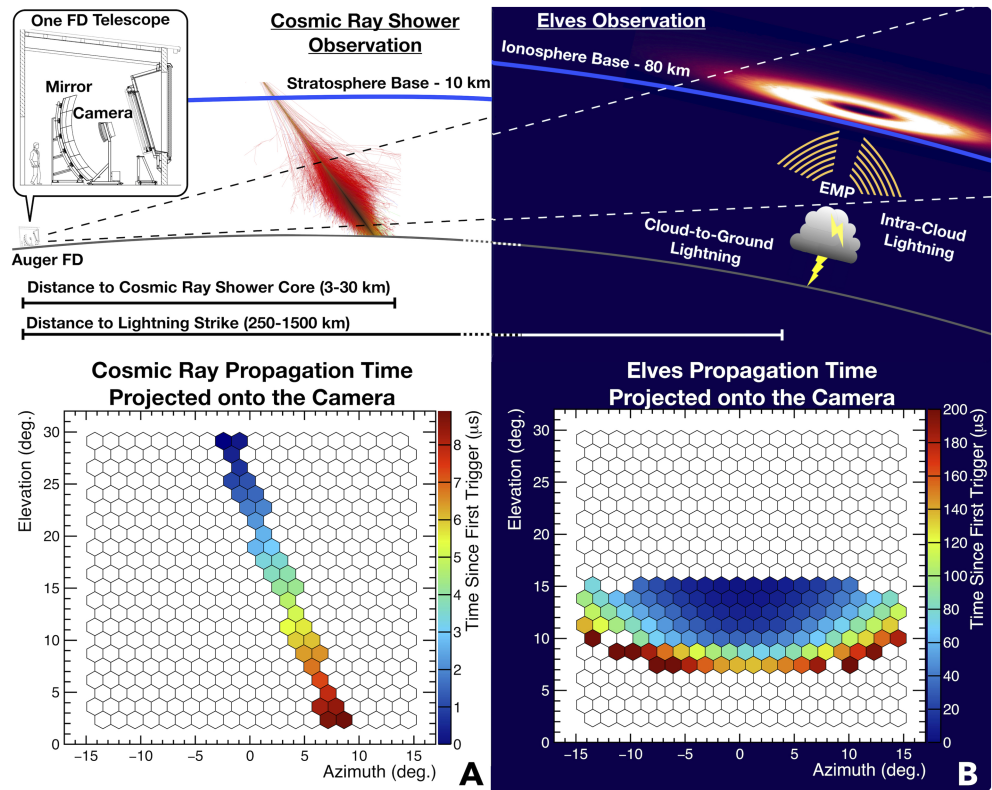 One FD Telescope
Mirror
Camera
Cosmic Ray Shower
Observation
Stratosphere Base - 10 km
Auger FD
Distance to Cosmic Ray Shower Core (3-30 km)
Distance to Lightning Strike (250-1500 km)
Elves Observation
Ionosphere Base - 80 km
EMP
Cloud-to-Ground
Lightning
Intra-Cloud
Lightning
Cosmic Ray Propagation Time
Projected onto the Camera
Elevation (deg.)
30
25
20
15
10
5
0
−15
−10
−5
0
5
10
15
Azimuth (deg.)
8
7
6
5
4
3
2
1
0
Time Since First Trigger (μs)
A
Elves Propagation Time
Projected onto the Camera
Elevation (deg.)
30
25
20
15
10
5
0
−15
−10
−5
0
5
10
15
Azimuth (deg.)
200
180
160
140
120
100
80
60
40
20
0
Time Since First Trigger (μs)
B